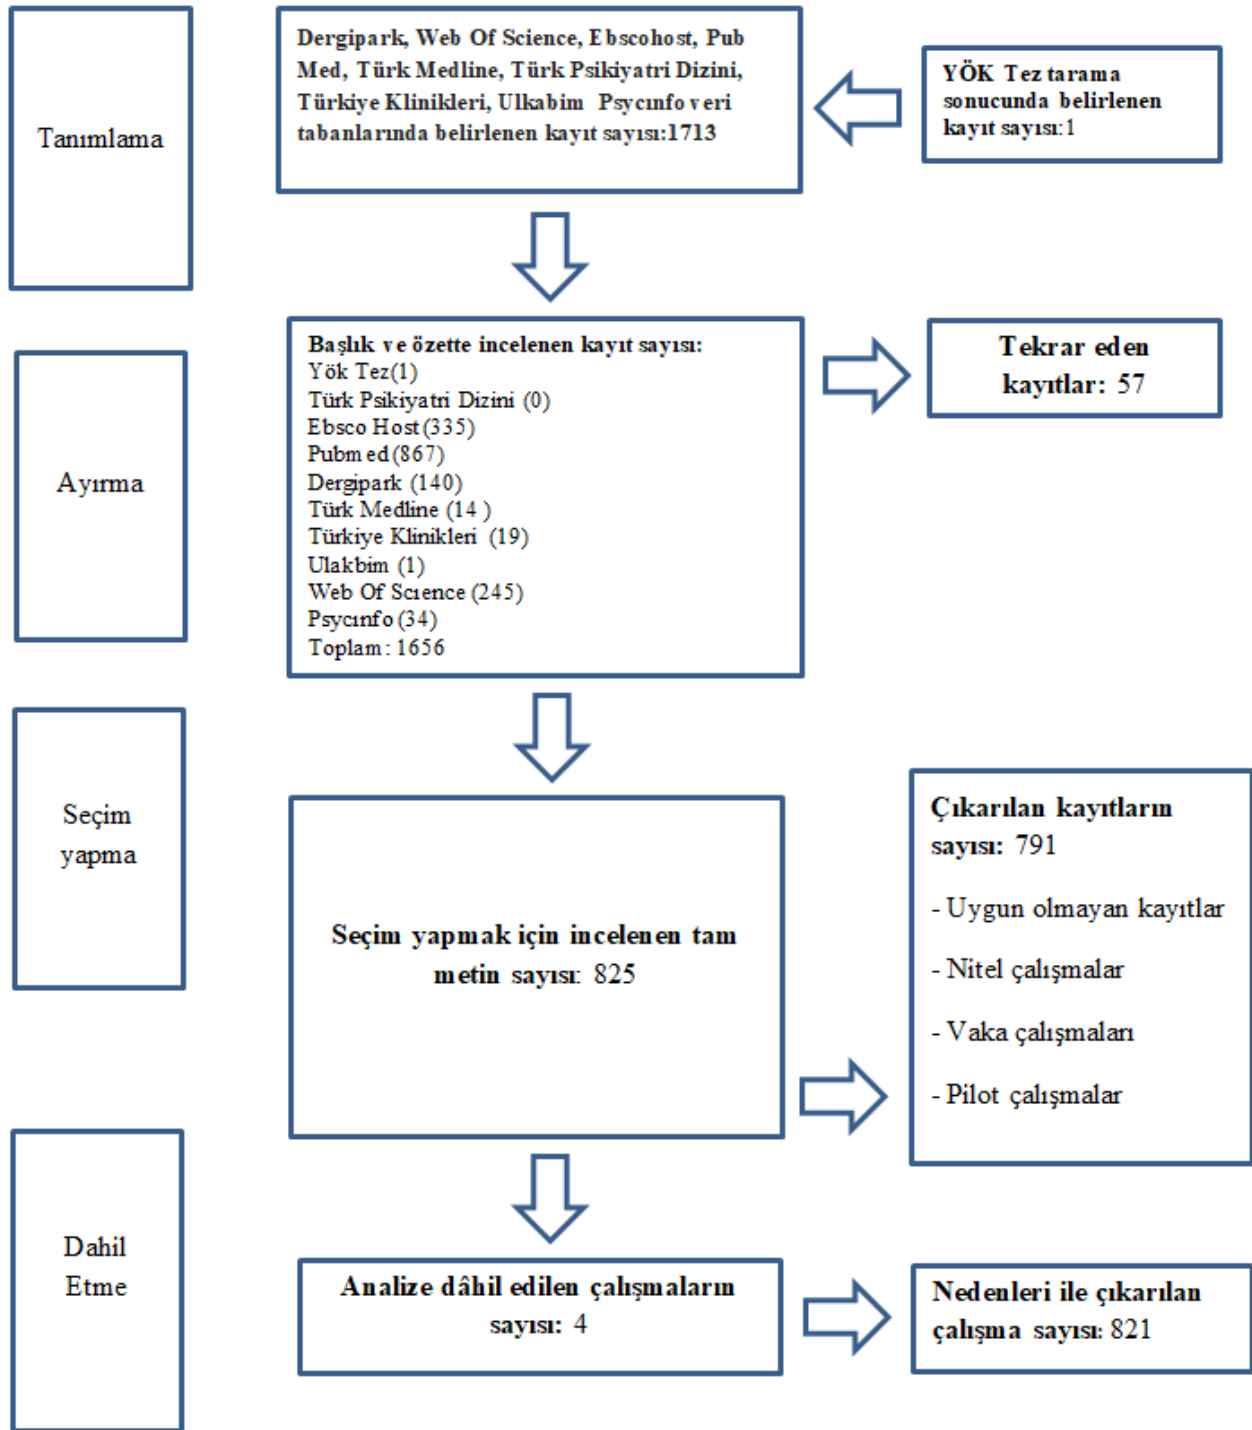 Tanımlama
Dergipark, Web Of Science, Ebscohost, Pub
Med, Türk Medline, Türk Psikiyatri Dizini,
Türkiye Klinikleri, Ulkabim Psycınfo veri
tabanlarında belirlenen kayıt sayısı:1713
YÖK Tez tarama
sonucunda belirlenen
kayıt sayısı:1
Ayırma
Başlık ve özette incelenen kayıt sayısı:
Yök Tez(1)
Türk Psikiyatri Dizini (0)
Ebsco Host(335)
Pubmed(867)
Dergipark (140)
Türk Medline (14 )
Türkiye Klinikleri (19)
Ulakbim (1)
Web Of Scıence (245)
Psycınfo(34)
Toplam: 1656
Tekrar eden
kayıtlar: 57
Seçim
yapma
Seçim yapmak için incelenen tam
metin sayısı: 825
Çıkarılan kayıtların
sayısı: 791
- Uygun olmayan kayıtlar
- Nitel çalışmalar
- Vaka çalışmaları
- Pilot çalışmalar
Dahil
Etme
Analize dâhil edilen çalışmaların
sayısı: 4
Nedenleri ile çıkarılan
çalışma sayısı: 821